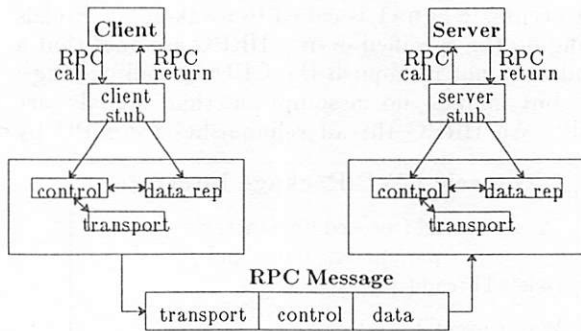 Client
Server
RPC call
RPC return
RPC call
RPC return
client stub
server stub
control
data rep
transport
control
data rep
transport
RPC Message
transport
control
data